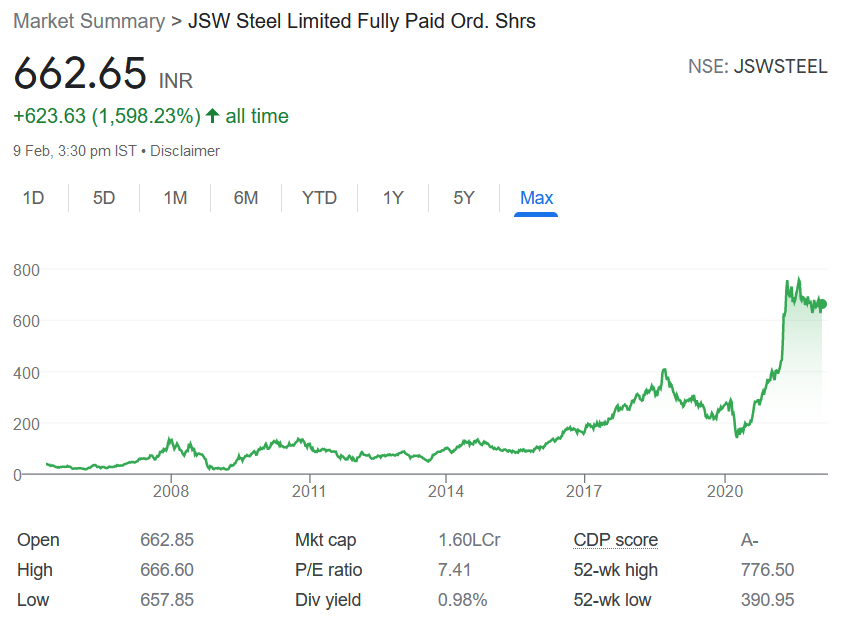 Market Summary > JSW Steel Limited Fully Paid Ord. Shrs
662.65 INR
NSE: JSWSTEEL
+623.63 (1,598.23%) ↑ all time
9 Feb, 3:30 pm IST • Disclaimer
1D 5D 1M 6M YTD 1Y 5Y Max
800
600
400
200
0
2008 2011 2014 2017 2020
Open 662.85 Mkt cap 1.60LCr CDP score A-
High 666.60 P/E ratio 7.41 52-wk high 776.50
Low 657.85 Div yield 0.98% 52-wk low 390.95